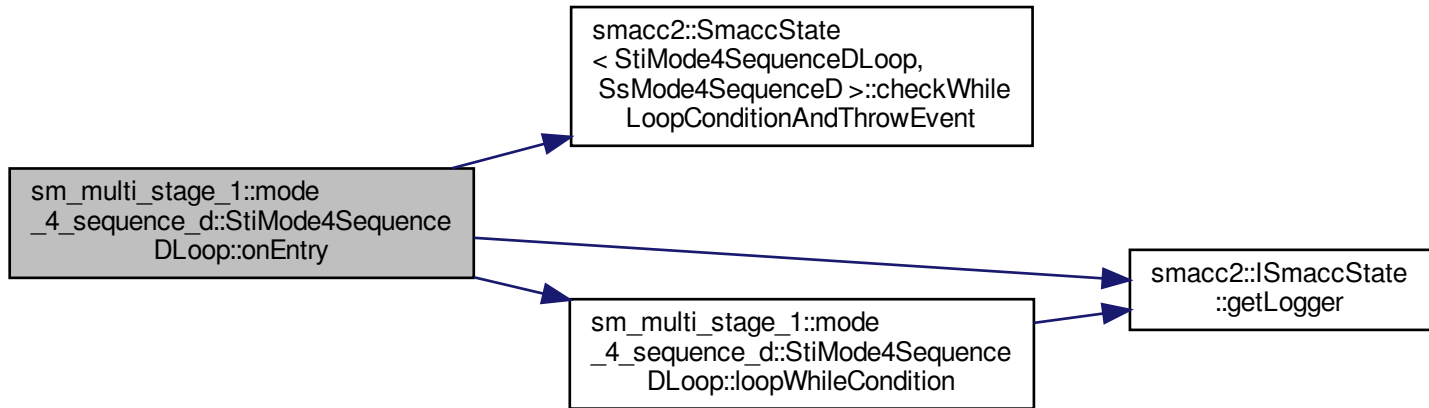 smacc2::SmaccState
< StiMode4SequenceDLoop,
SsMode4SequenceD >::checkWhile
LoopConditionAndThrowEvent
sm_multi_stage_1::mode
_4_sequence_d::StiMode4Sequence
DLoop::onEntry
smacc2::ISmaccState
::getLogger
sm_multi_stage_1::mode
_4_sequence_d::StiMode4Sequence
DLoop::loopWhileCondition